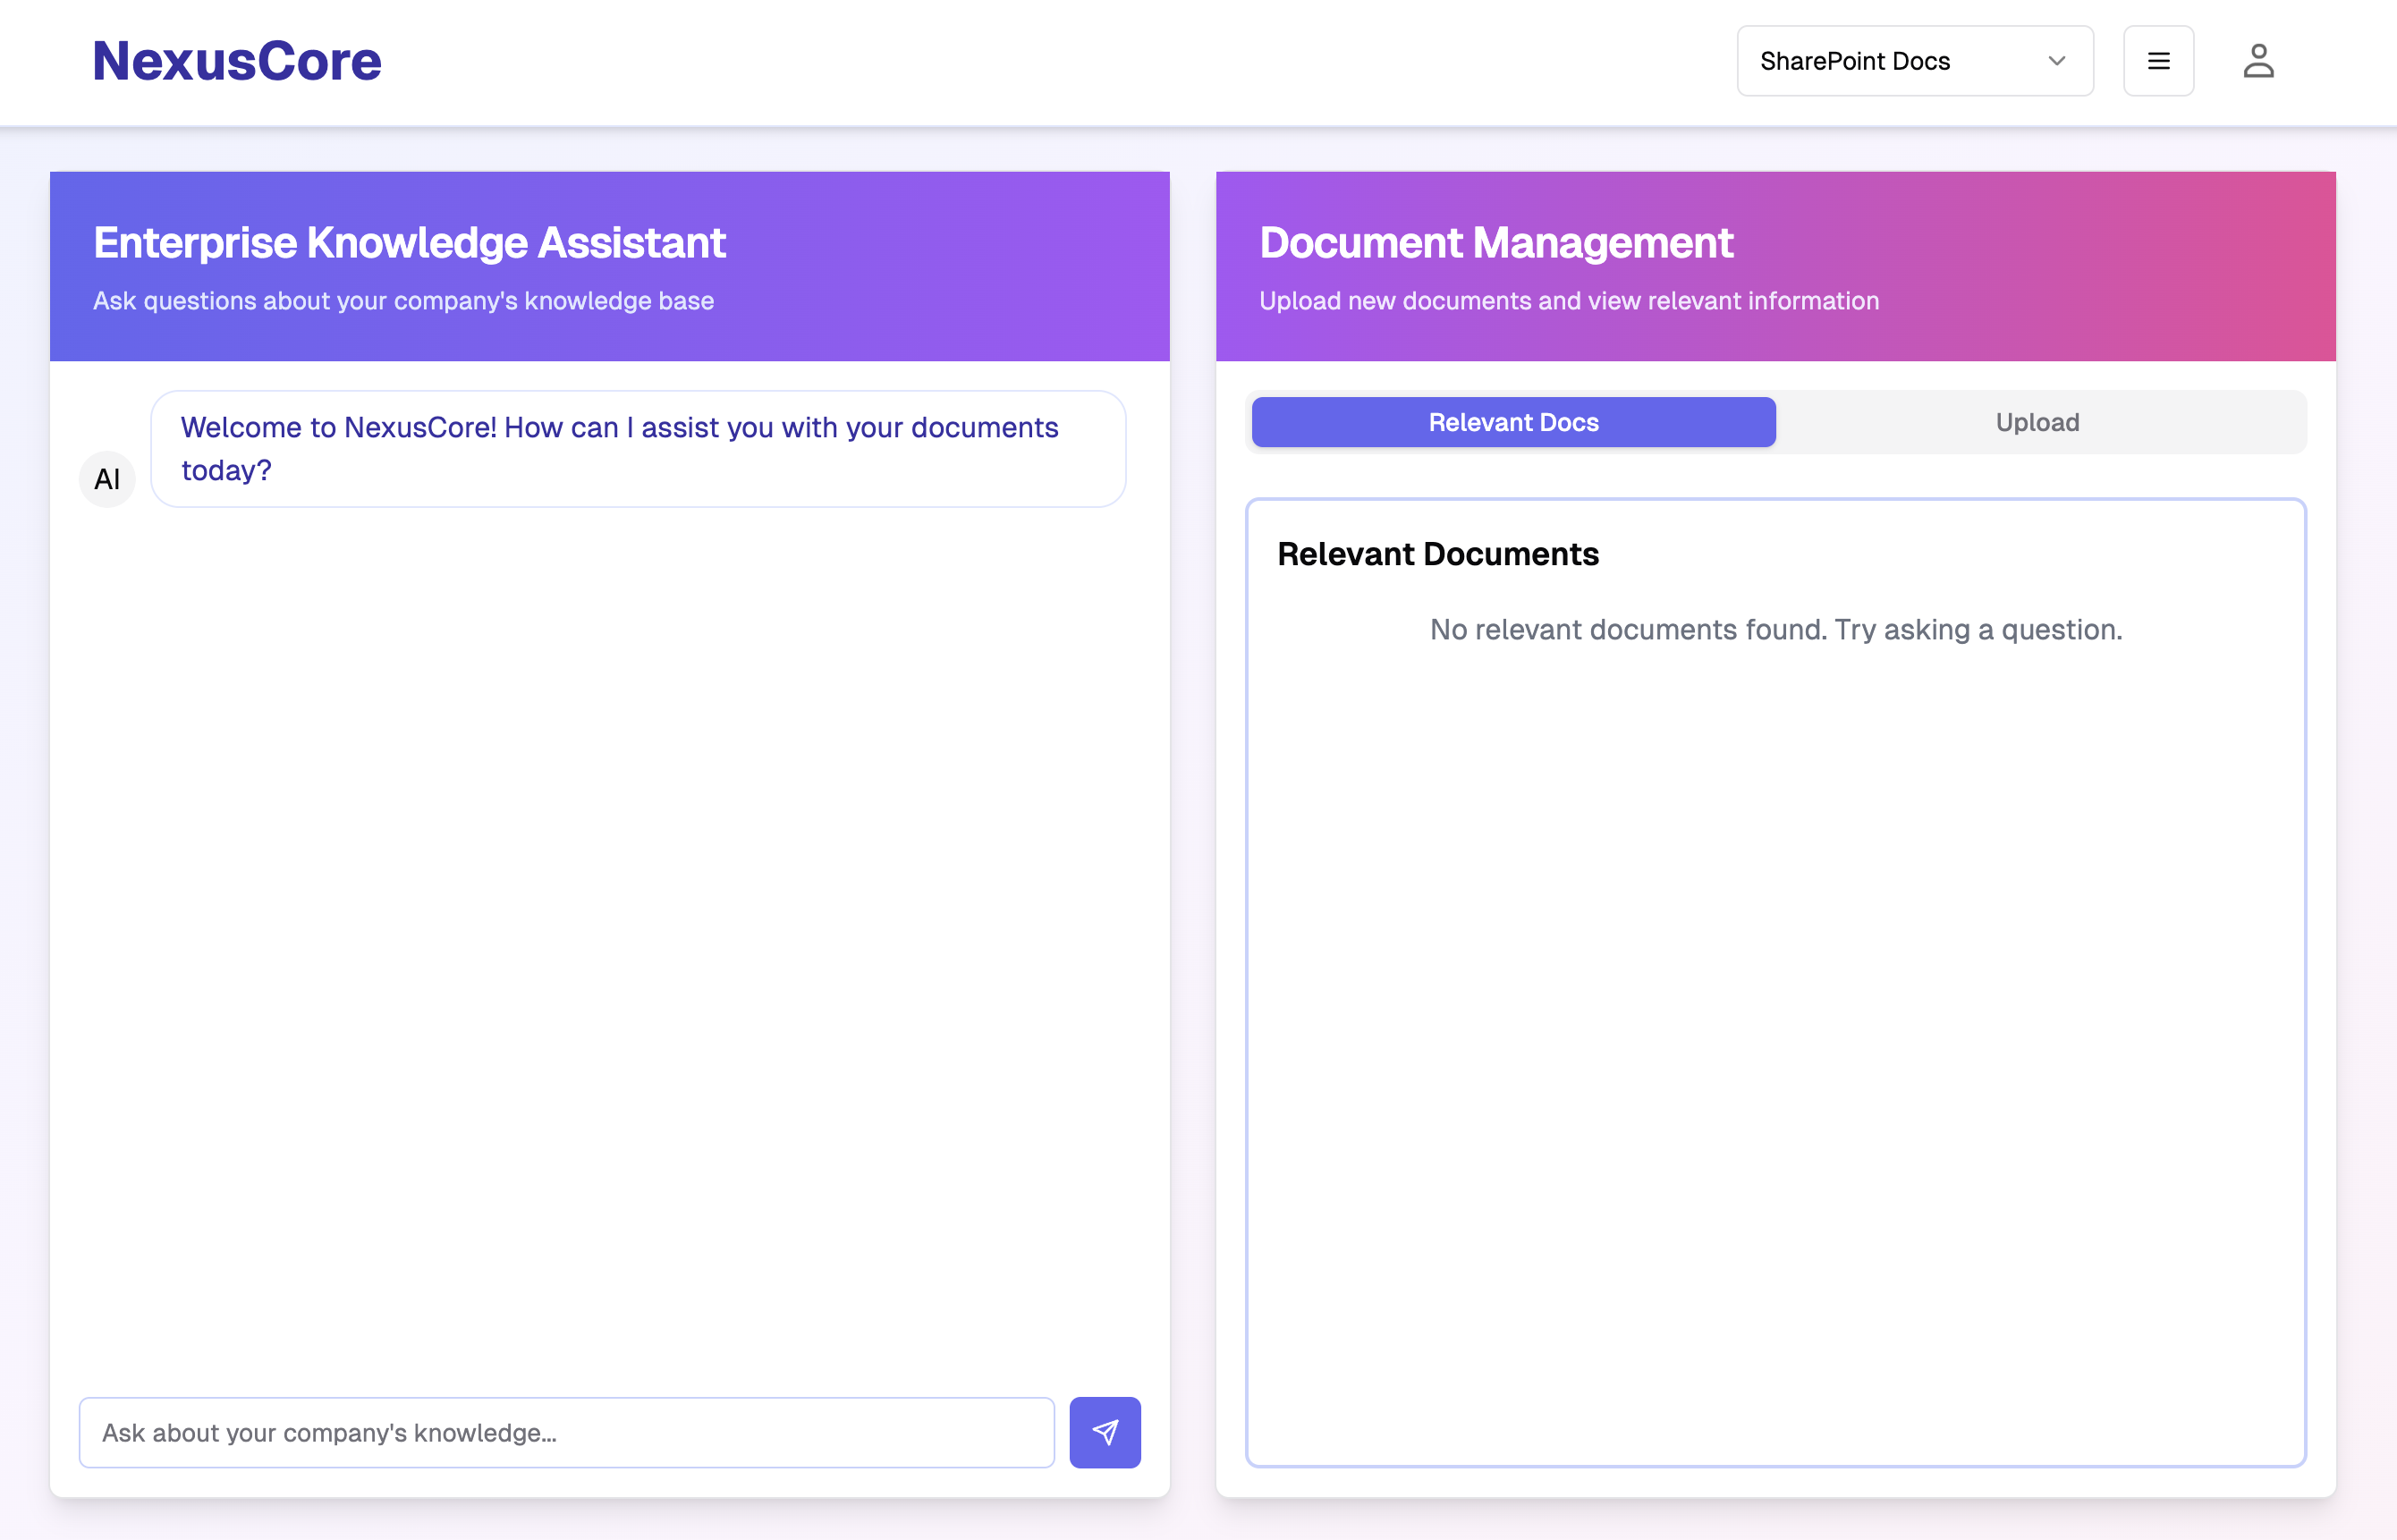 NexusCore
SharePoint Docs
Enterprise Knowledge Assistant
Ask questions about your company's knowledge base
AI
Welcome to NexusCore! How can I assist you with your documents
today?
Ask about your company's knowledge...
Document Management
Upload new documents and view relevant information
Relevant Docs
Upload
Relevant Documents
No relevant documents found. Try asking a question.